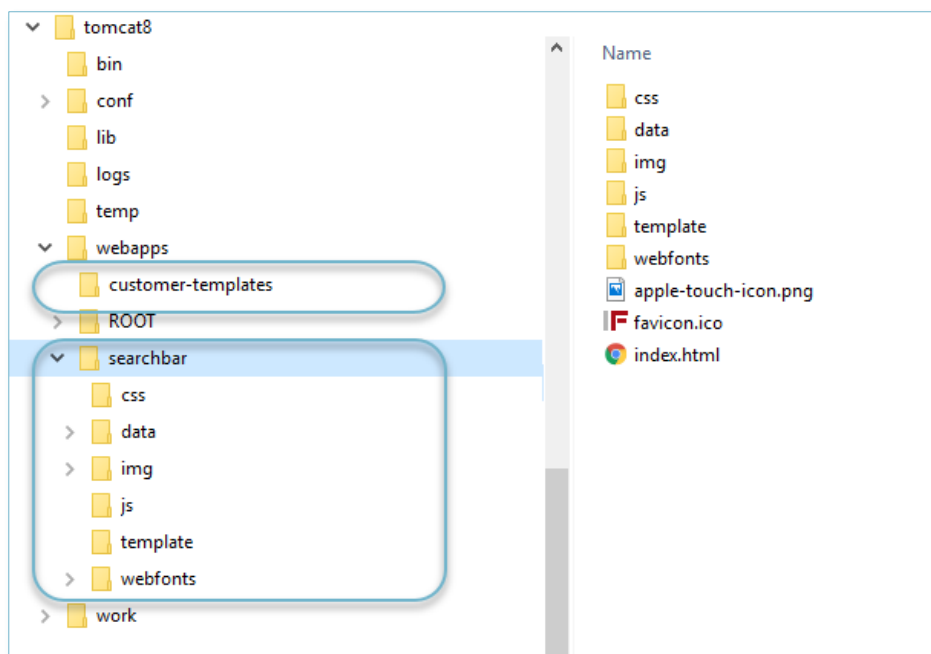 tomcat8
bin
conf
lib
logs
temp
webapps
customer-templates
ROOT
searchbar
css
data
img
js
template
webfonts
work
Name
css
data
img
js
template
webfonts
apple-touch-icon.png
favicon.ico
index.html